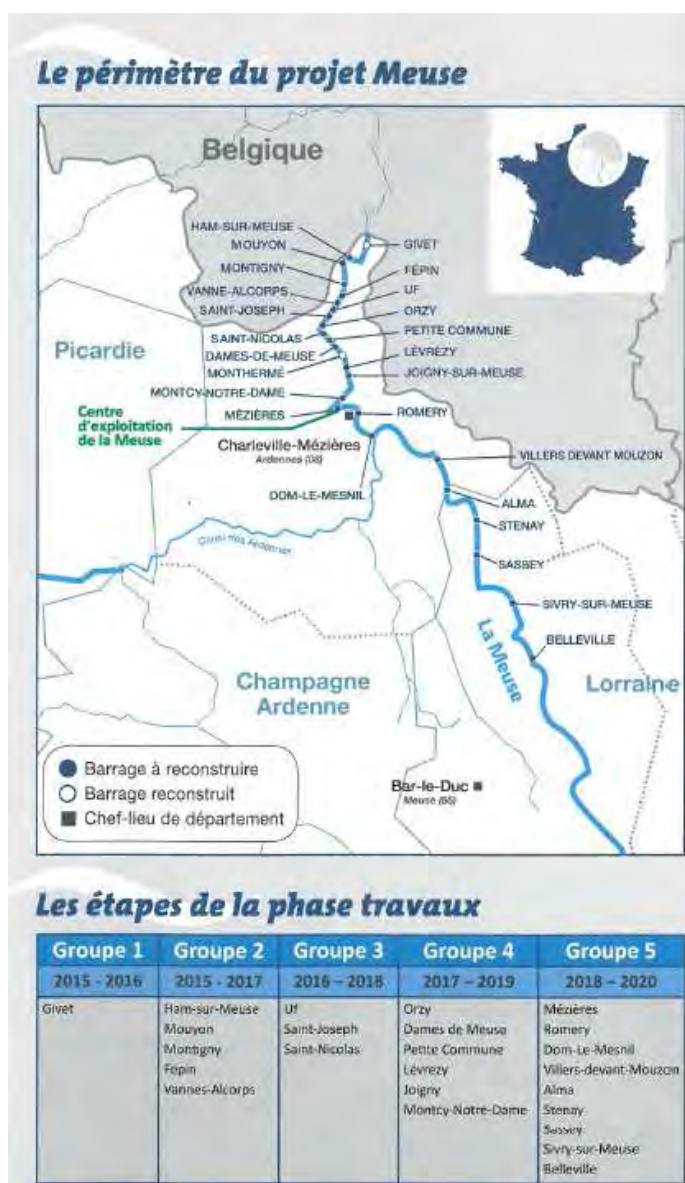 Le périmètre du projet Meuse
Belgique
HAM-SUR-MEUSE
MOUYON
GIVET
MONTIGNY
FÉPIN
VANNE-ALCORPS
UF
SAINT-JOSEPH
ORZY
SAINT-NICOLAS
PETITE COMMUNE
Picardie
DAMES-DE-MEUSE
LÉVREZY
MONTHERMÉ
JOIGNY-SUR-MEUSE
MONTCY-NOTRE-DAME
Centre
d'exploitation
de la Meuse
MÉZIÈRES
ROMERY
Charleville-Mézières
Ardennes (08)
VILLERS DEVANT MOUZON
DOM-LE-MESNIL
ALMA
STENAY
Canal des Ardennes
SASSEY
SIVRY-SUR-MEUSE
BELLEVILLE
La Meuse
Champagne
Ardenne
Lorraine
Barrage à reconstruire
Barrage reconstruit
Chef-lieu de département
Bar-le-Duc
Meuse (55)
Les étapes de la phase travaux
Groupe 1 Groupe 2 Groupe 3 Groupe 4 Groupe 5
2015 - 2016 2015 - 2017 2016 – 2018 2017 – 2019 2018 – 2020
Givet Ham-sur-Meuse Uf Orzy Mézières
Mouyon Saint-Joseph Dames de Meuse Romery
Montigny Saint-Nicolas Petite Commune Dom-Le-Mesnil
Fépin Lévrezy Villers-devant-Mouzon
Vannes-Alcorps Joigny Alma
Montcy-Notre-Dame Stenay
Sassey
Sivry-sur-Meuse
Belleville